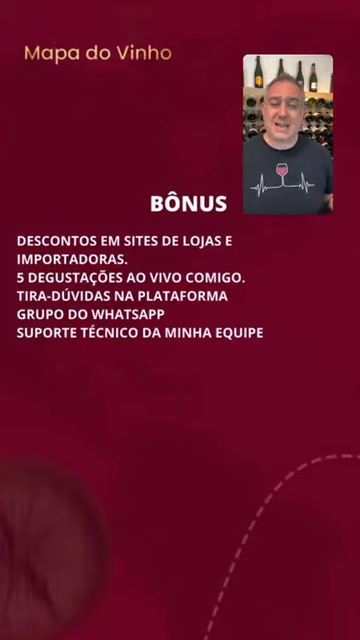 Mapa do Vinho
BÔNUS
DESCONTOS EM SITES DE LOJAS E
IMPORTADORAS.
5 DEGUSTAÇÕES AO VIVO COMIGO.
TIRA-DÚVIDAS NA PLATAFORMA
GRUPO DO WHATSAPP
SUPORTE TÉCNICO DA MINHA EQUIPE